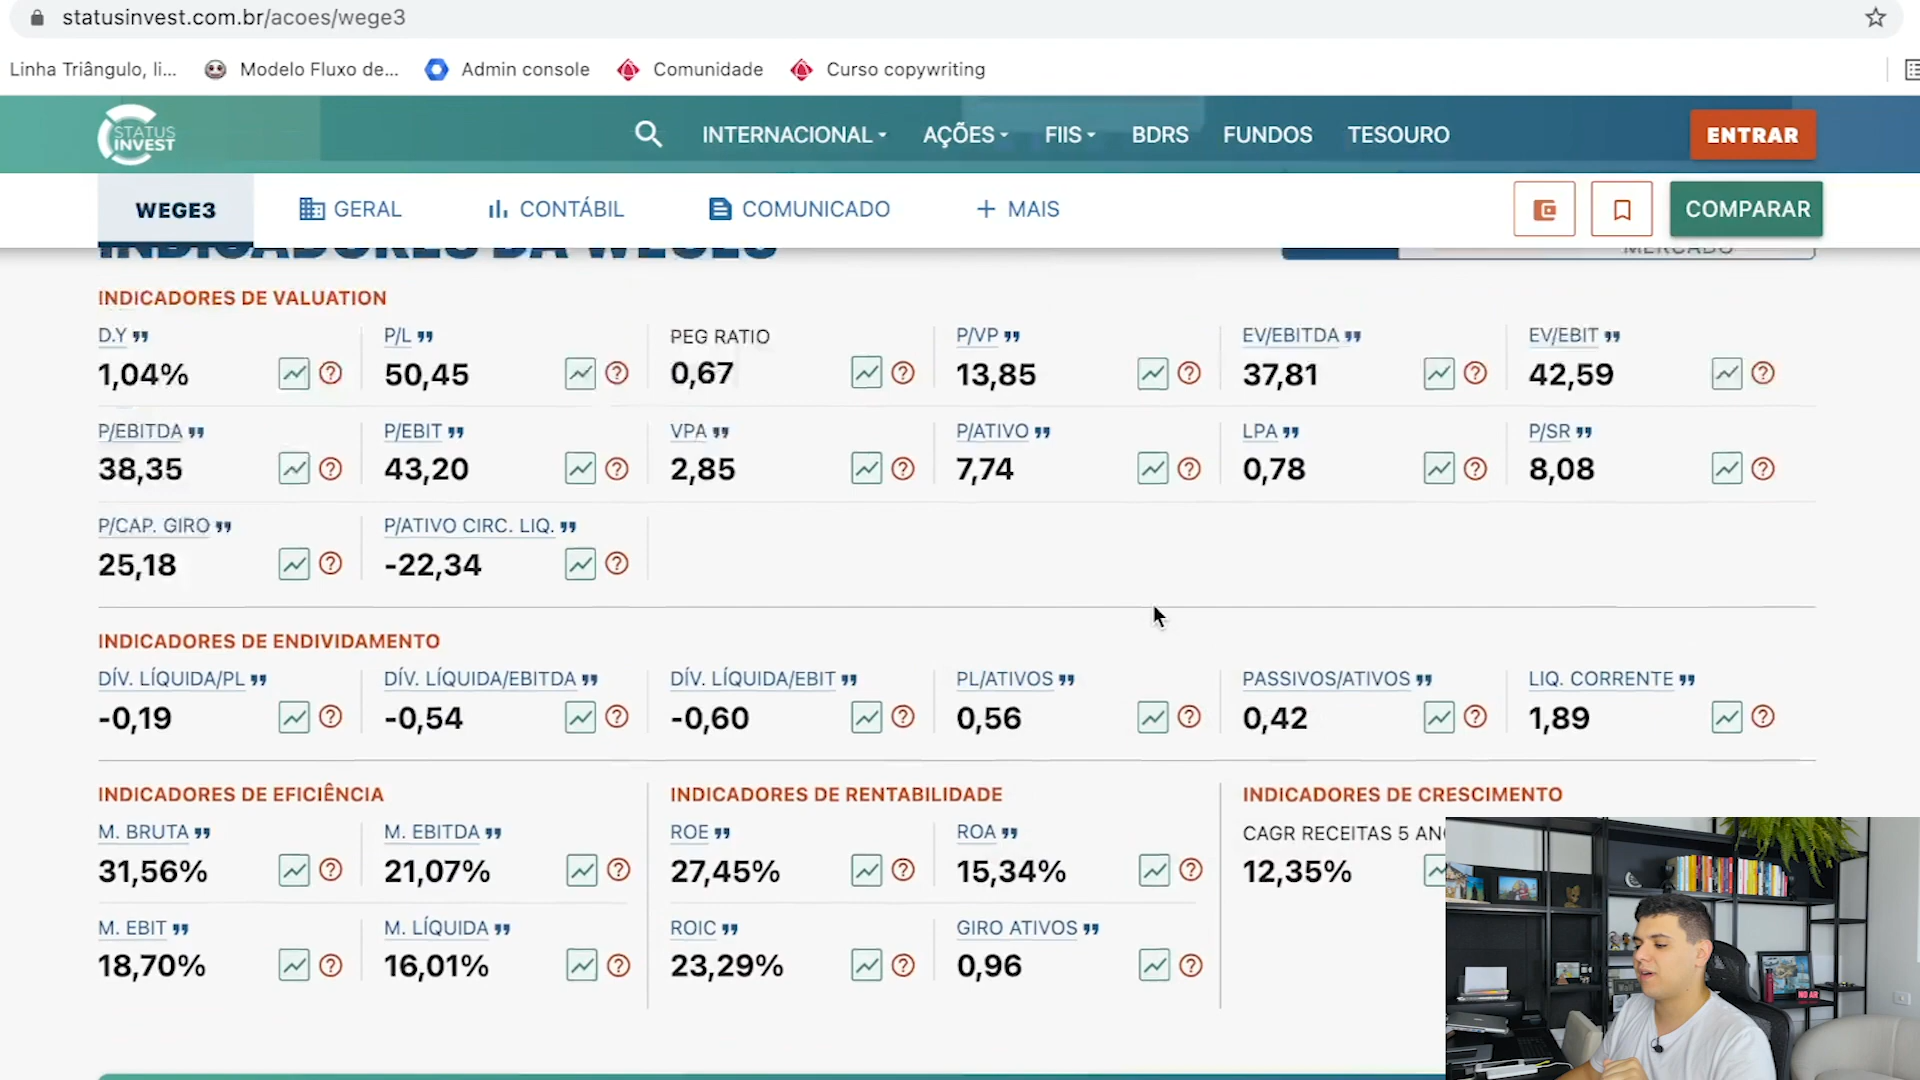 statusinvest.com.br/acoes/wege3
Linha Triângulo, li... Modelo Fluxo de... Admin console Comunidade Curso copywriting
STATUS INVEST INTERNACIONAL AÇÕES FIIS BDRS FUNDOS TESOURO ENTRAR
WEGE3 GERAL CONTÁBIL COMUNICADO + MAIS COMPARAR
INDICADORES DA WEGE3 MERCADO
INDICADORES DE VALUATION
D.Y P/L PEG RATIO P/VP EV/EBITDA EV/EBIT
1,04% 50,45 0,67 13,85 37,81 42,59
P/EBITDA P/EBIT VPA P/ATIVO LPA P/SR
38,35 43,20 2,85 7,74 0,78 8,08
P/CAP. GIRO P/ATIVO CIRC. LIQ.
25,18 -22,34
INDICADORES DE ENDIVIDAMENTO
DÍV. LÍQUIDA/PL DÍV. LÍQUIDA/EBITDA DÍV. LÍQUIDA/EBIT PL/ATIVOS PASSIVOS/ATIVOS LIQ. CORRENTE
-0,19 -0,54 -0,60 0,56 0,42 1,89
INDICADORES DE EFICIÊNCIA INDICADORES DE RENTABILIDADE INDICADORES DE CRESCIMENTO
M. BRUTA M. EBITDA ROE ROA CAGR RECEITAS 5 AN
31,56% 21,07% 27,45% 15,34% 12,35%
M. EBIT M. LÍQUIDA ROIC GIRO ATIVOS
18,70% 16,01% 23,29% 0,96
NO AR